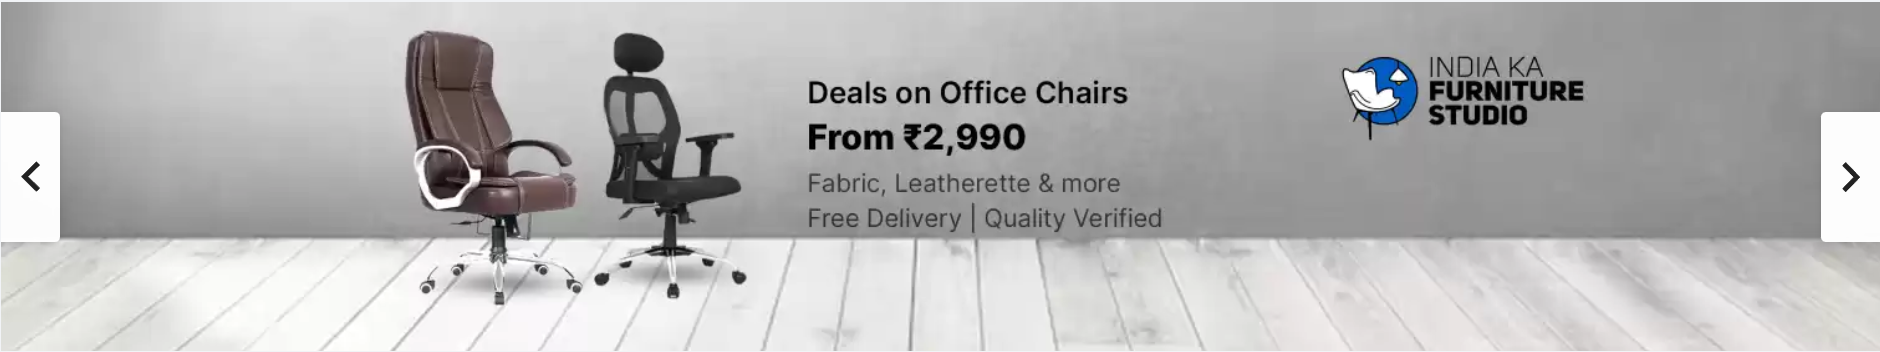 Deals on Office Chairs
From ₹2,990
Fabric, Leatherette & more
Free Delivery | Quality Verified
INDIA KA
FURNITURE
STUDIO